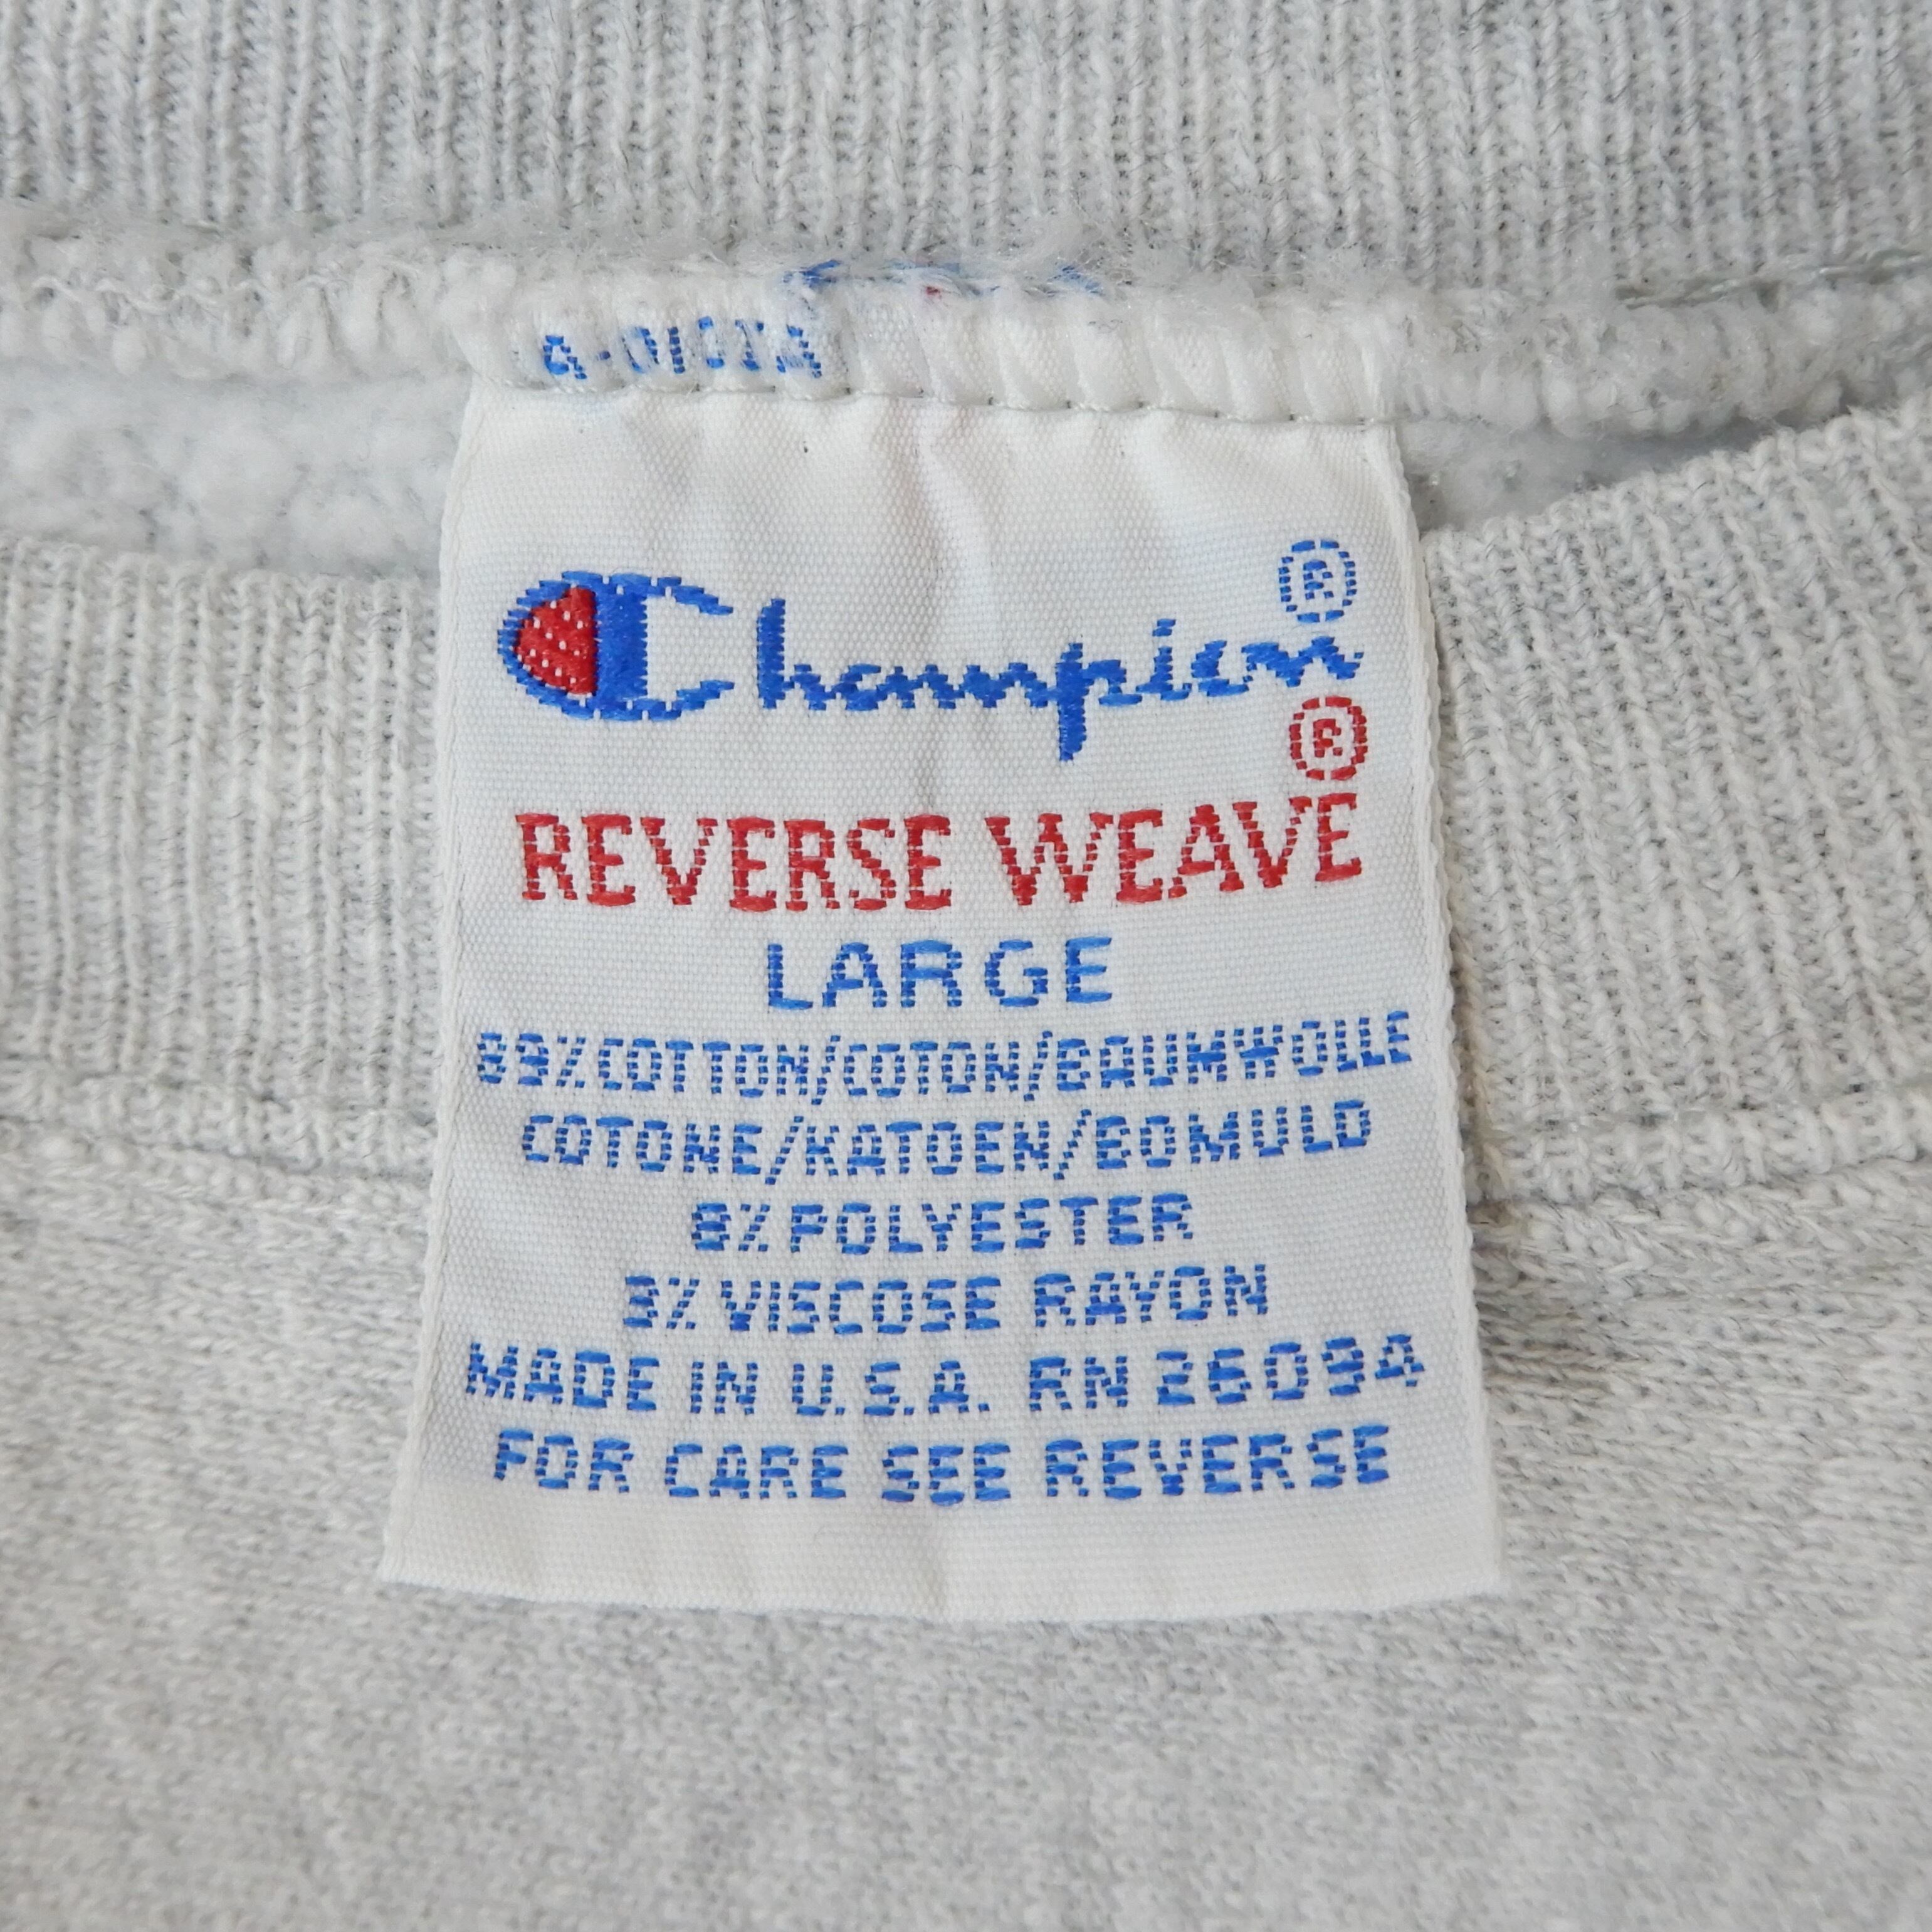 Champion®
®
REVERSE WEAVE
LARGE
89% COTTON/COTON/BAUMWOLLE
COTONE/KATOEN/BOMULD
8% POLYESTER
3% VISCOSE RAYON
MADE IN U.S.A. RN 26094
FOR CARE SEE REVERSE